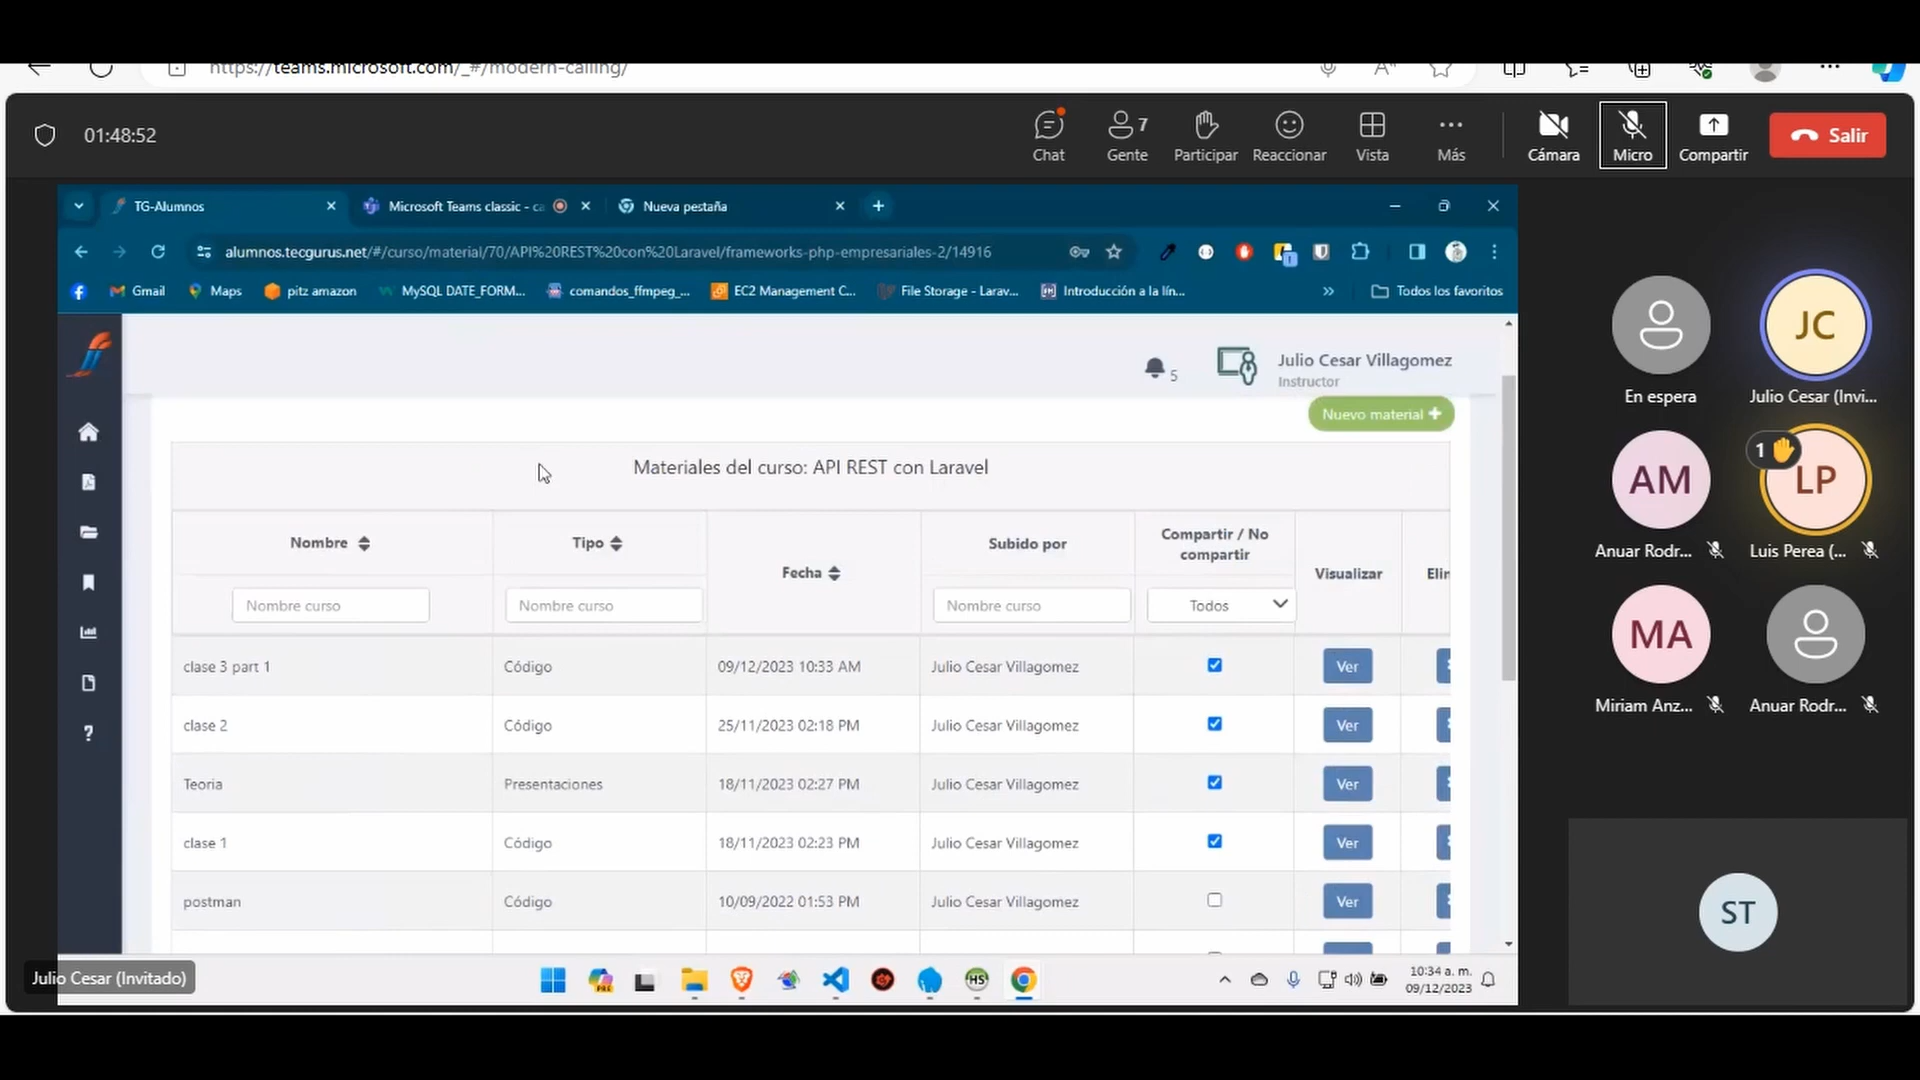 https://teams.microsoft.com/_#/modern-calling/
01:48:52
Chat
7
Gente
Participar
Reaccionar
Vista
Más
Cámara
Micro
Compartir
Salir
TG-Alumnos
Microsoft Teams classic - ca
Nueva pestaña
alumnos.tecgurus.net/#/curso/material/70/API%20REST%20con%20Laravel/frameworks-php-empresariales-2/14916
Gmail
Maps
pitz amazon
MySQL DATE_FORM...
comandos_ffmpeg_...
EC2 Management C...
File Storage - Larav...
Introducción a la lín...
»
Todos los favoritos
5
Julio Cesar Villagomez
Instructor
Nuevo material +
Materiales del curso: API REST con Laravel
Nombre
Tipo
Fecha
Subido por
Compartir / No compartir
Visualizar
Elin
Nombre curso
Nombre curso
Nombre curso
Todos
clase 3 part 1 Código 09/12/2023 10:33 AM Julio Cesar Villagomez Ver
clase 2 Código 25/11/2023 02:18 PM Julio Cesar Villagomez Ver
Teoria Presentaciones 18/11/2023 02:27 PM Julio Cesar Villagomez Ver
clase 1 Código 18/11/2023 02:23 PM Julio Cesar Villagomez Ver
postman Código 10/09/2022 01:53 PM Julio Cesar Villagomez Ver
Julio Cesar (Invitado)
PRE
HS
10:34 a. m.
09/12/2023
En espera
JC
Julio Cesar (Invi...
AM
Anuar Rodr...
1
LP
Luis Perea (...
MA
Miriam Anz...
Anuar Rodr...
ST